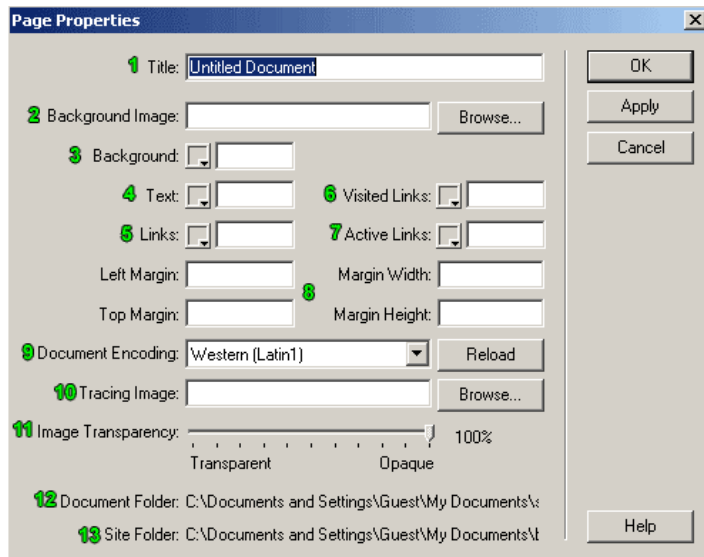 Page Properties
1 Title: Untitled Document
OK
2 Background Image: Browse...
Apply
3 Background:
Cancel
4 Text: 6 Visited Links:
5 Links: 7 Active Links:
Left Margin: Margin Width:
8
Top Margin: Margin Height:
9 Document Encoding: Western (Latin1) Reload
10 Tracing Image: Browse...
11 Image Transparency: 100%
Transparent Opaque
12 Document Folder: C:\Documents and Settings\Guest\My Documents\
13 Site Folder: C:\Documents and Settings\Guest\My Documents\
Help